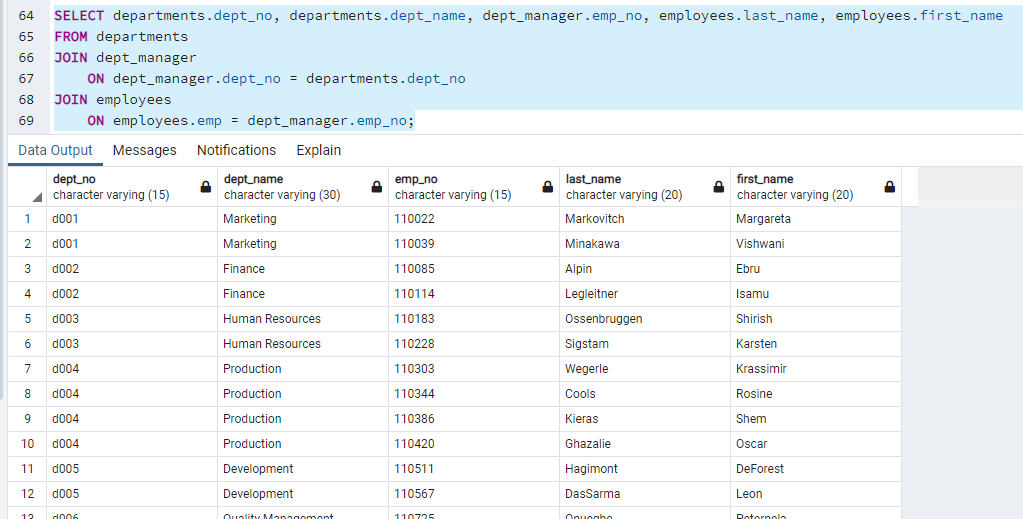 64 SELECT departments.dept_no, departments.dept_name, dept_manager.emp_no, employees.last_name, employees.first_name
65 FROM departments
66 JOIN dept_manager
67 ON dept_manager.dept_no = departments.dept_no
68 JOIN employees
69 ON employees.emp = dept_manager.emp_no;
Data Output Messages Notifications Explain
dept_no dept_name emp_no last_name first_name
character varying (15) character varying (30) character varying (15) character varying (20) character varying (20)
1 d001 Marketing 110022 Markovitch Margareta
2 d001 Marketing 110039 Minakawa Vishwani
3 d002 Finance 110085 Alpin Ebru
4 d002 Finance 110114 Legleitner Isamu
5 d003 Human Resources 110183 Ossenbruggen Shirish
6 d003 Human Resources 110228 Sigstam Karsten
7 d004 Production 110303 Wegerle Krassimir
8 d004 Production 110344 Cools Rosine
9 d004 Production 110386 Kieras Shem
10 d004 Production 110420 Ghazalie Oscar
11 d005 Development 110511 Hagimont DeForest
12 d005 Development 110567 DasSarma Leon
13 d006 Quality Management 110725 Onuegbe Peternela